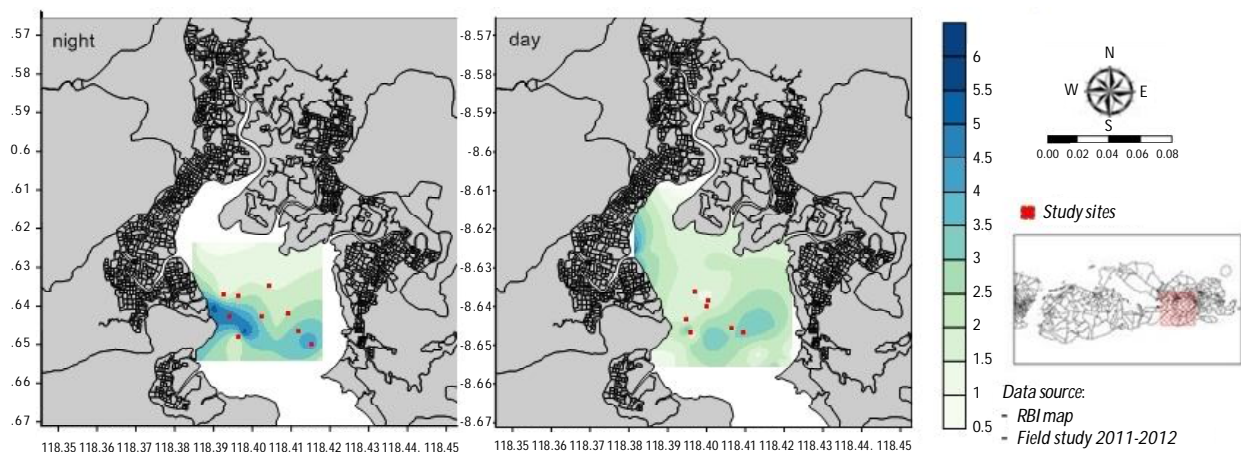 night
.57
.58
.59
0.6
.61
.62
.63
.64
.65
.66
.67
118.35 118.36 118.37 118.38 118.39 118.40 118.41 118.42 118.43 118.44. 118.45
day
-8.57
-8.58
-8.59
-8.6
-8.61
-8.62
-8.63
-8.64
-8.65
-8.66
-8.67
118.35 118.36 118.37 118.38 118.39 118.40 118.41 118.42. 118.43 118.44. 118.45
6
5.5
5
4.5
4
3.5
3
2.5
2
1.5
1
0.5
N
W E
S
0.00 0.02 0.04 0.06 0.08
Study sites
Data source:
- RBI map
- Field study 2011-2012